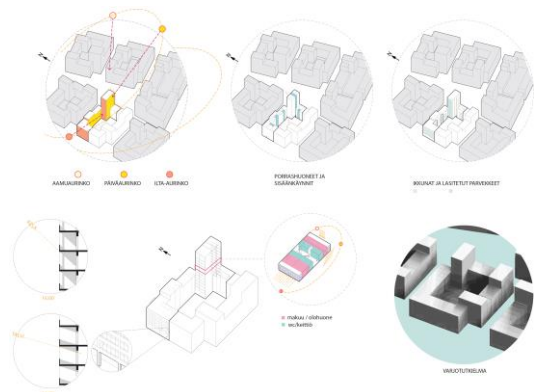 N
N
N
AAMUAURINKO
PÄIVÄAURINKO
ILTA-AURINKO
PORRASHUONEET JA
SISÄÄNKÄYNNIT
IKKUNAT JA LASITETUT PARVEKKEET
N
makuu / olohuone
wc/keittiö
VARJOTUTKIELMA